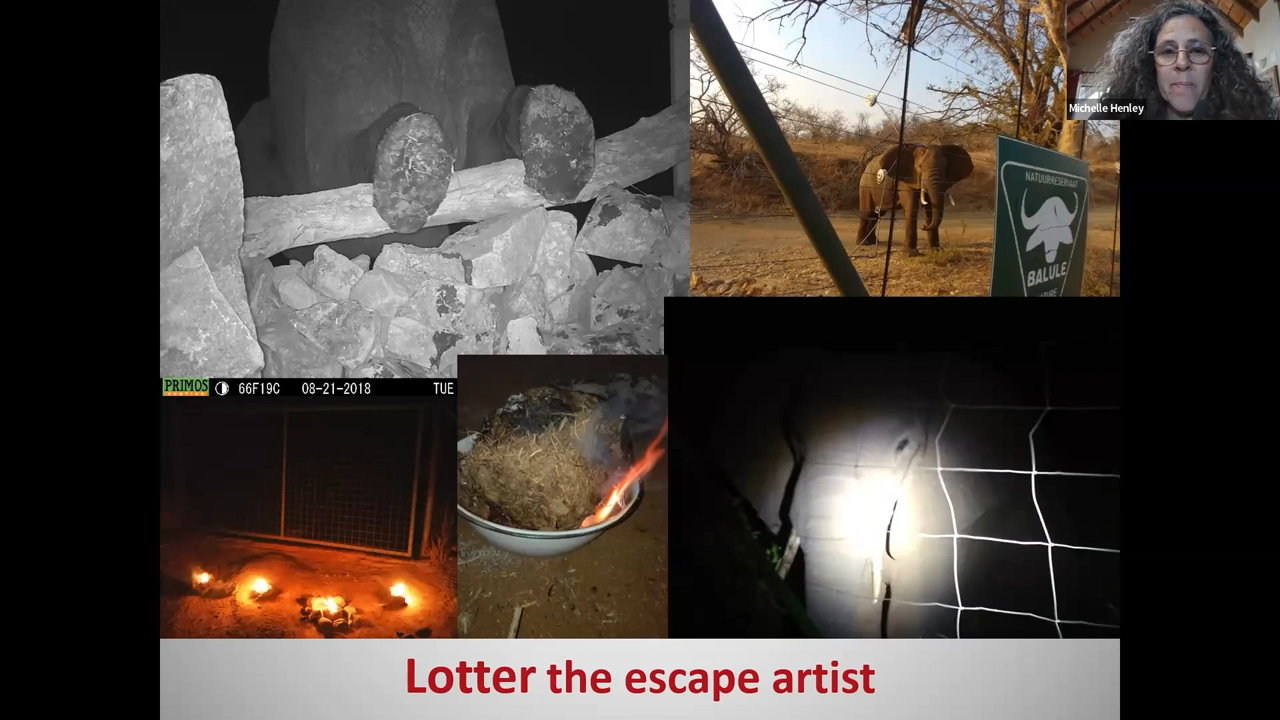 Michelle Henley
NATUURRESERVAAT
BALULE
PRIMOS
66F19C 08-21-2018 TUE
Lotter the escape artist